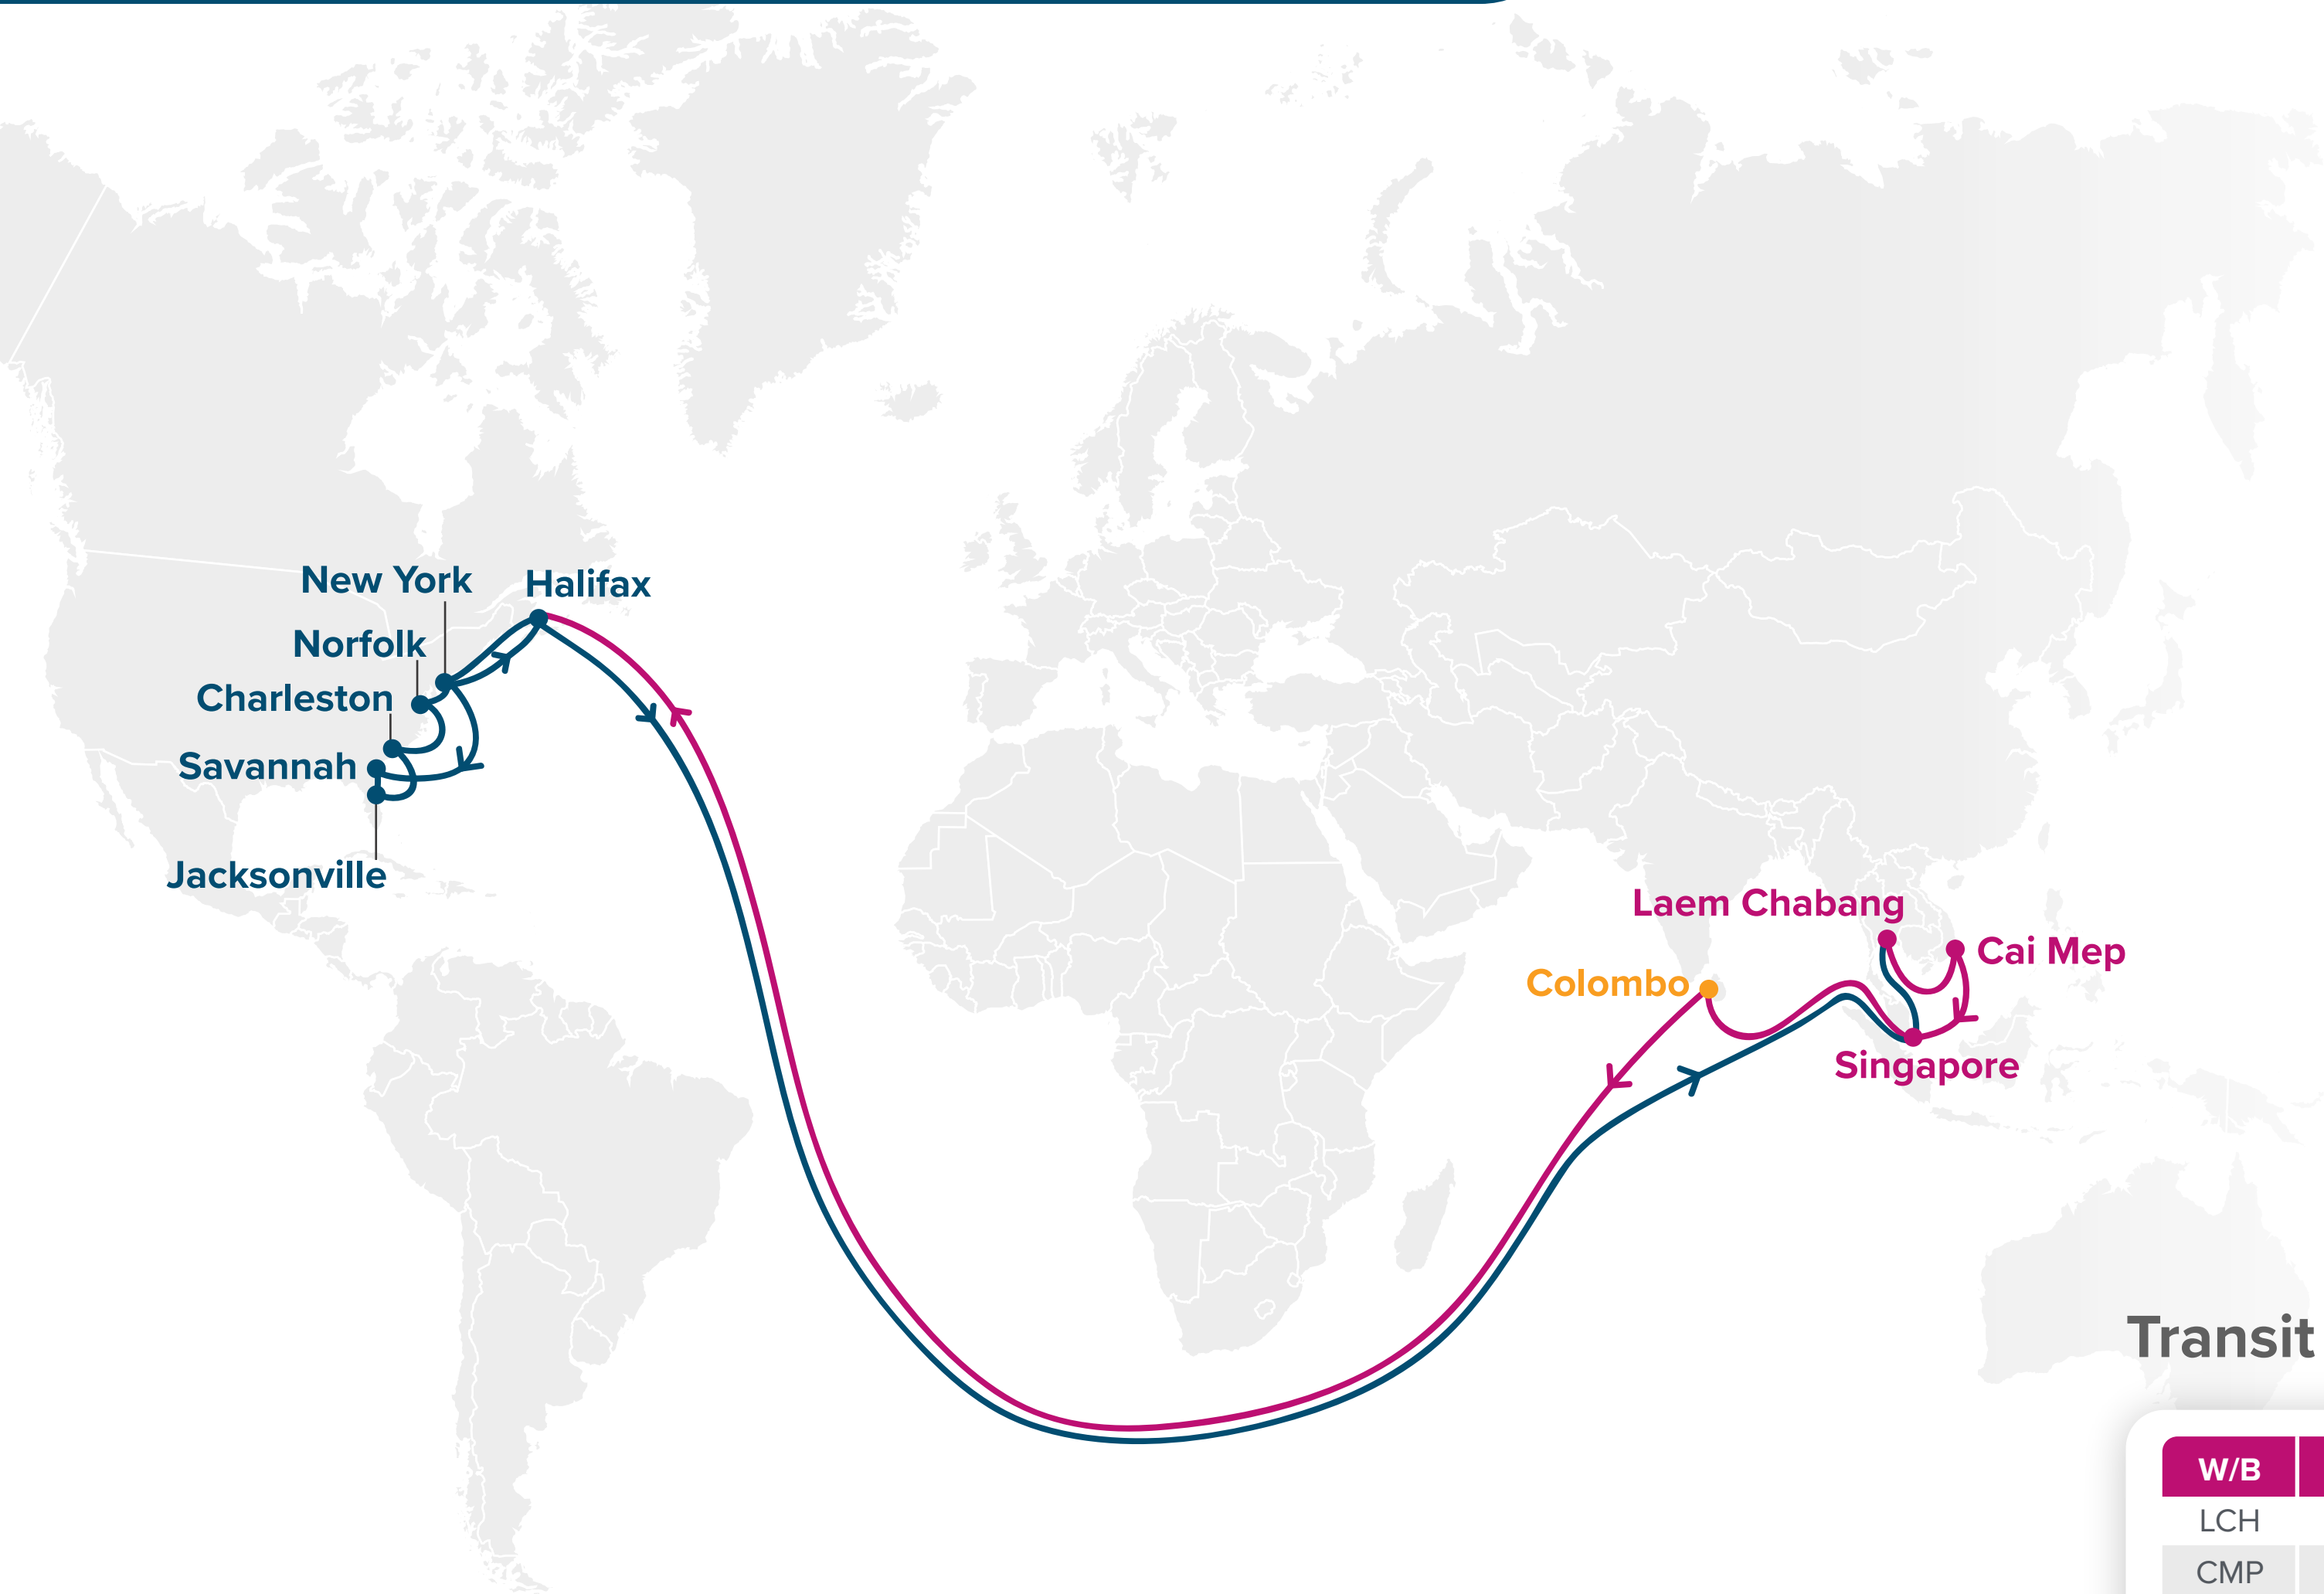 New York
Halifax
Norfolk
Charleston
Savannah
Jacksonville
Laem Chabang
Cai Mep
Colombo
Singapore
Transit
W/B
LCH
CMP